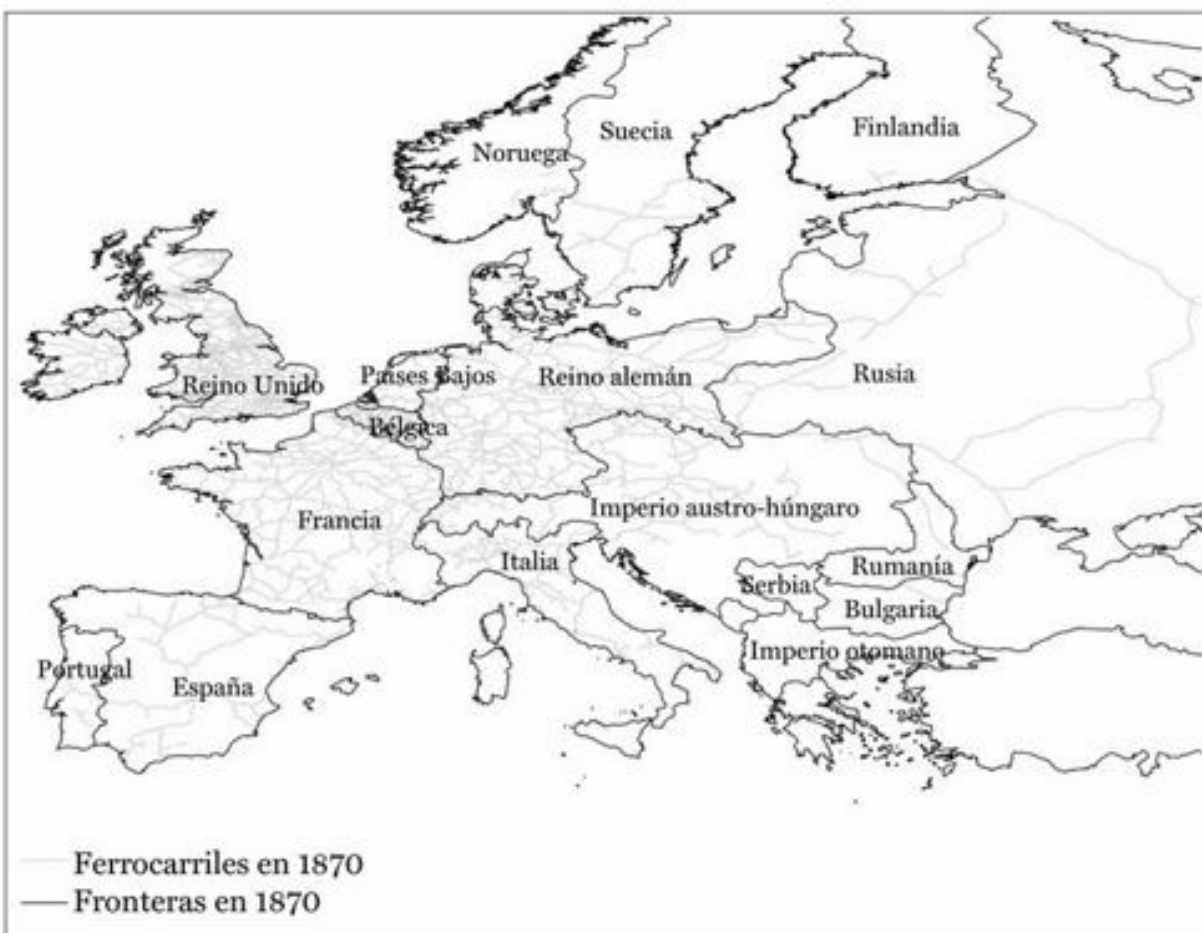 Suecia
Finlandia
Noruega
Reino Unido
Países Bajos
Reino alemán
Rusia
Bélgica
Francia
Imperio austro-húngaro
Italia
Rumanía
Serbia
Bulgaria
Imperio otomano
Portugal
España
Ferrocarriles en 1870
Fronteras en 1870